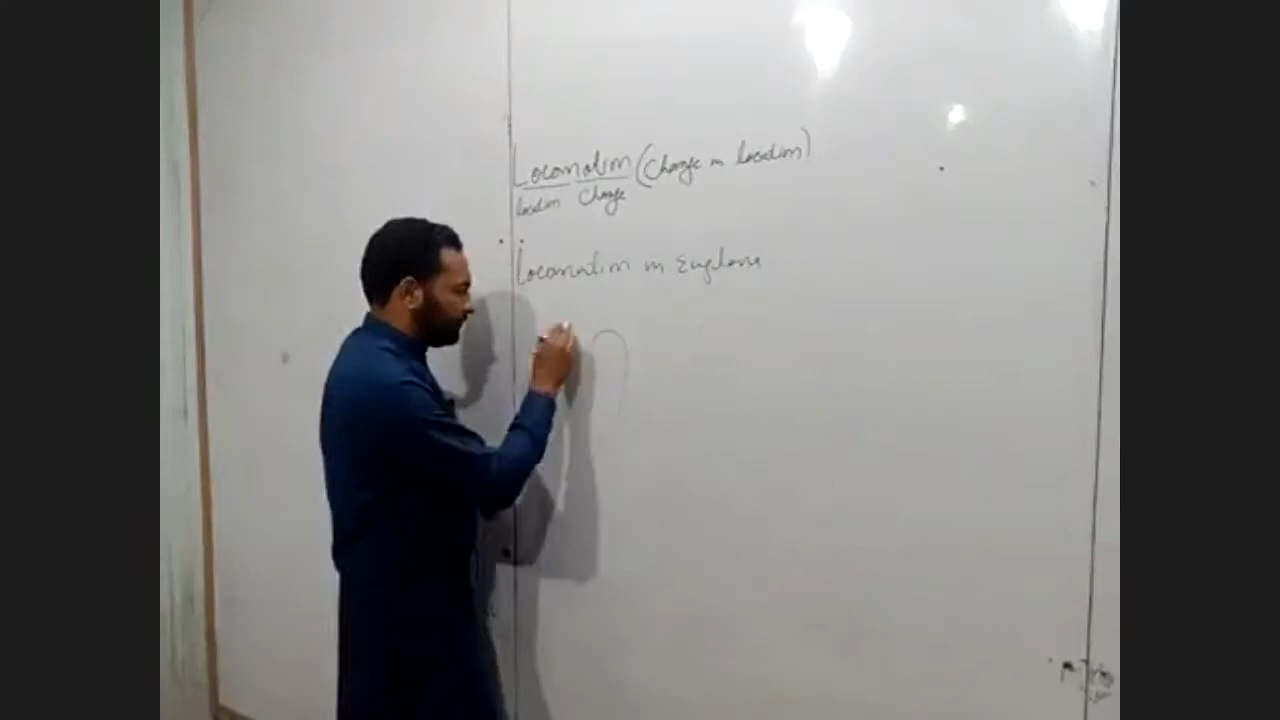 Locomotion (Change in location)
location Change
Locomotion in Euglena